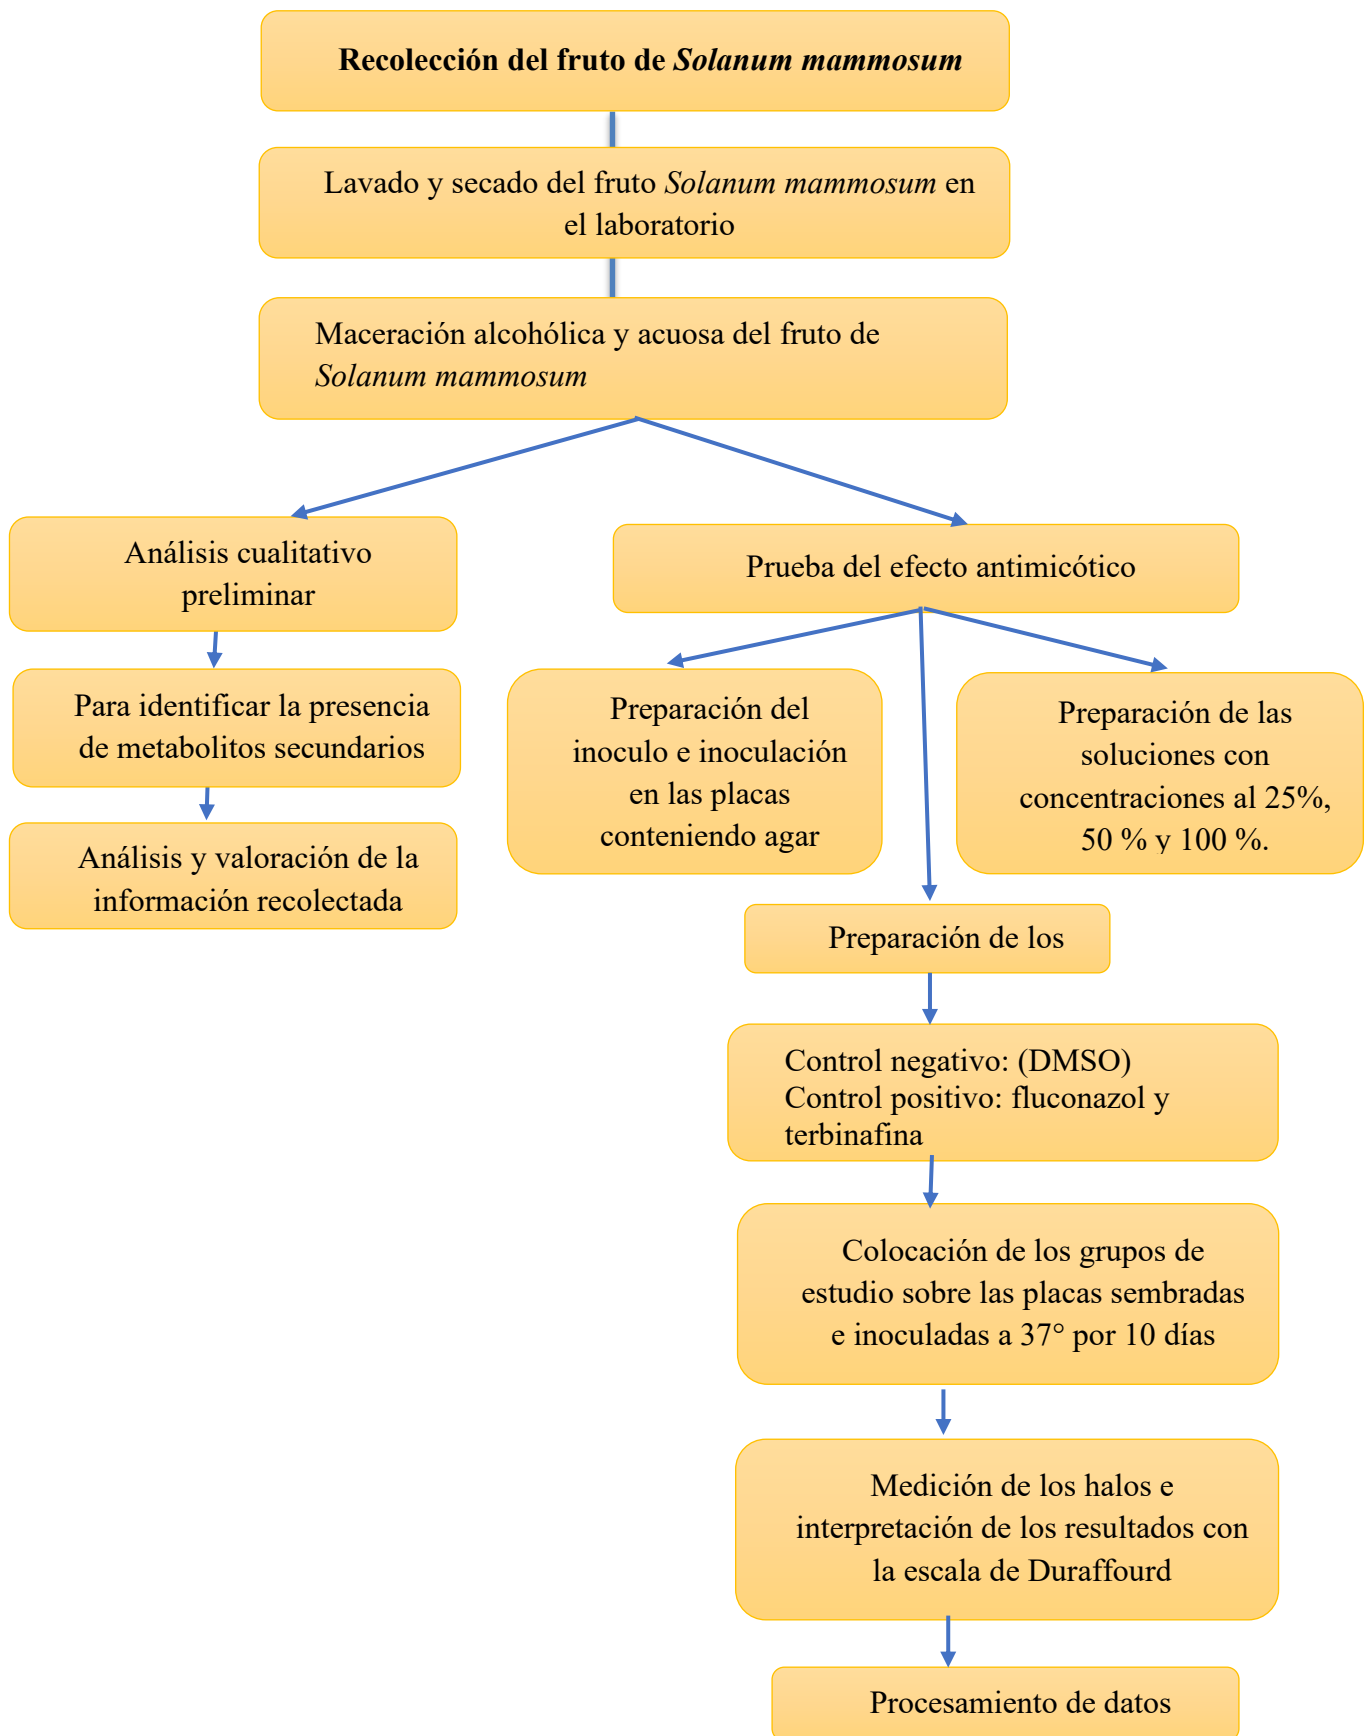 Recolección del fruto de Solanum mammosum
Lavado y secado del fruto Solanum mammosum en
el laboratorio
Maceración alcohólica y acuosa del fruto de
Solanum mammosum
Análisis cualitativo
preliminar
Para identificar la presencia
de metabolitos secundarios
Análisis y valoración de la
información recolectada
Prueba del efecto antimicótico
Preparación del
inoculo e inoculación
en las placas
conteniendo agar
Preparación de las
soluciones con
concentraciones al 25%,
50 % y 100 %.
Preparación de los
Control negativo: (DMSO)
Control positivo: fluconazol y
terbinafina
Colocación de los grupos de
estudio sobre las placas sembradas
e inoculadas a 37° por 10 días
Medición de los halos e
interpretación de los resultados con
la escala de Duraffourd
Procesamiento de datos